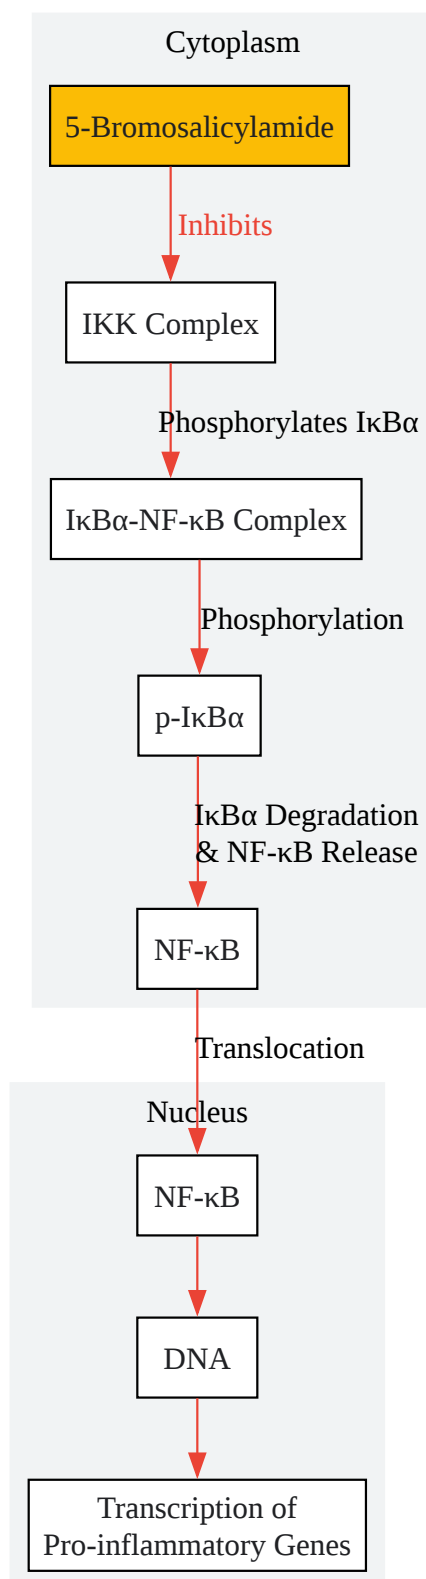 Cytoplasm
5-Bromosalicylamide
Inhibits
IKK Complex
Phosphorylates IκBα
IκBα-NF-κB Complex
Phosphorylation
p-IκBα
IκBα Degradation
& NF-κB Release
NF-κB
Translocation
Nucleus
NF-κB
DNA
Transcription of
Pro-inflammatory Genes